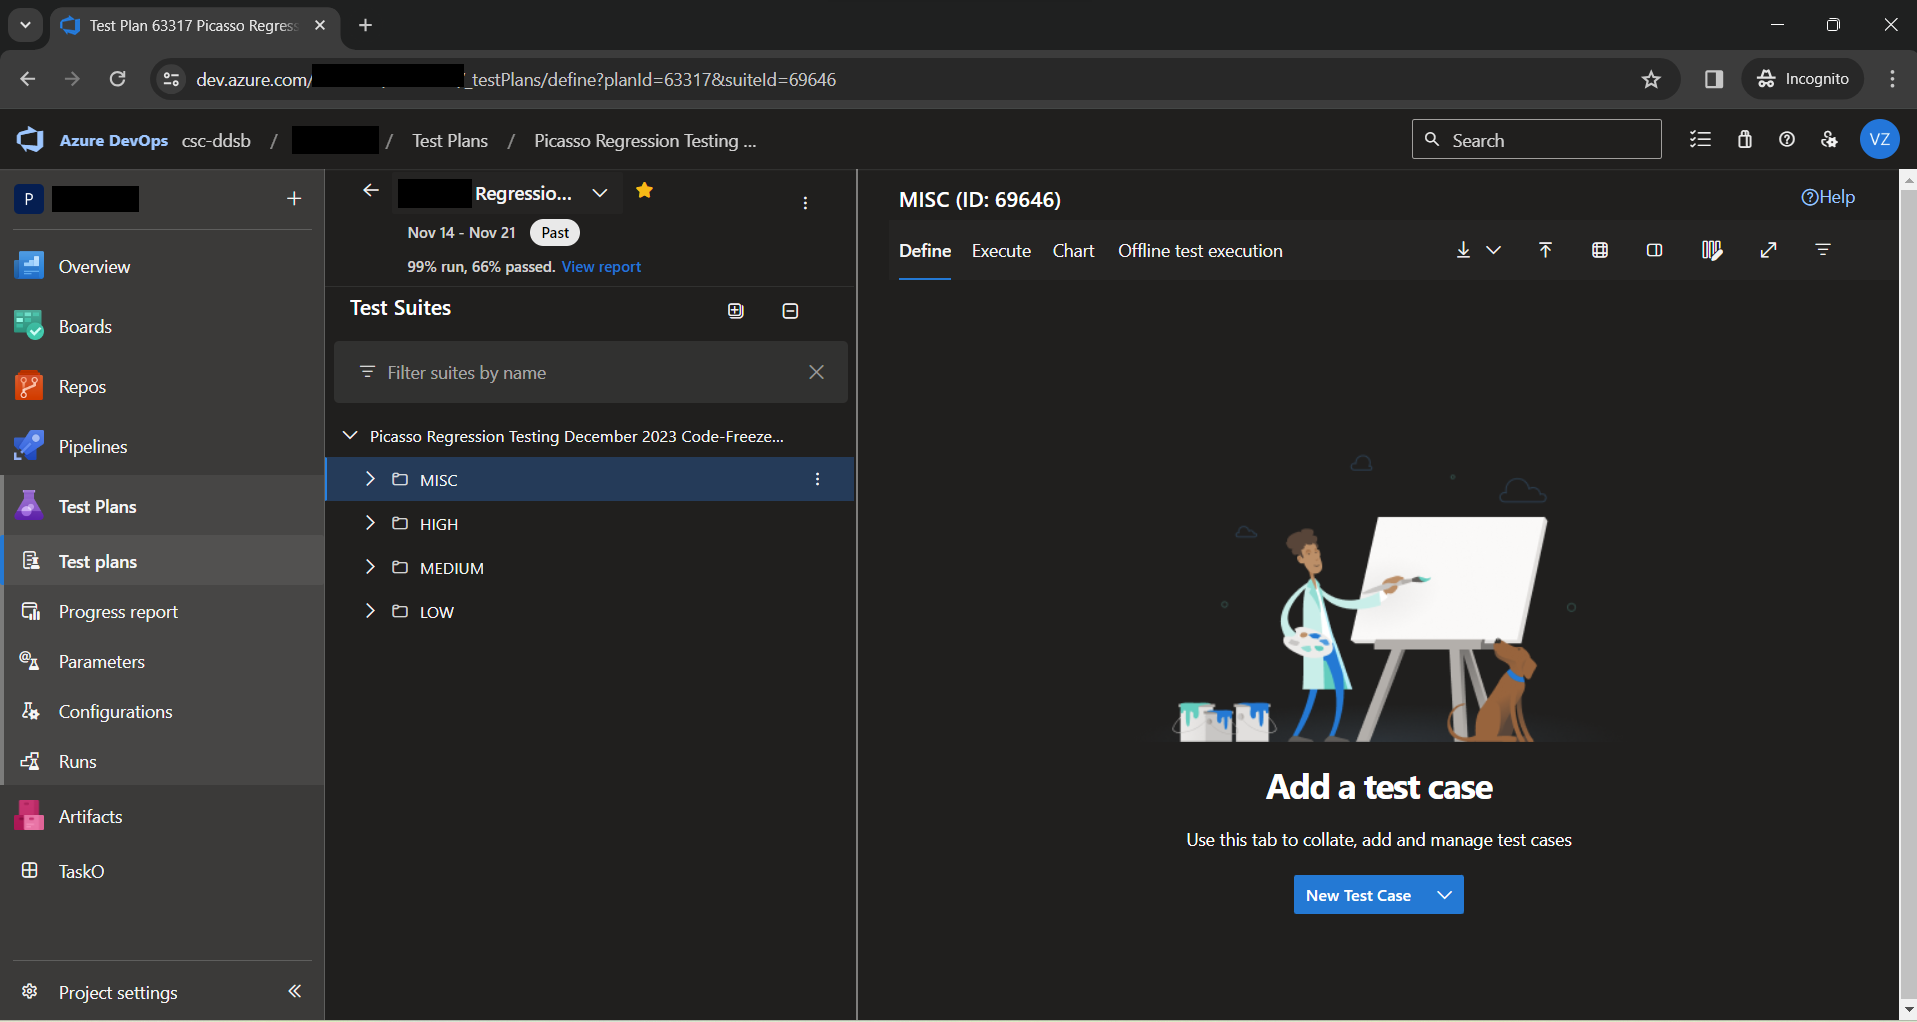 Test Plan 63317 Picasso Regress
dev.azure.com/
_testPlans/define?planId=63317&suiteId=69646
Incognito
Azure DevOps csc-ddsb / / Test Plans / Picasso Regression Testing ...
Search
VZ
P
Overview
Boards
Repos
Pipelines
Test Plans
Test plans
Progress report
Parameters
Configurations
Runs
Artifacts
TaskO
Project settings
Regressio...
Nov 14 - Nov 21 Past
99% run, 66% passed. View report
Test Suites
Filter suites by name
Picasso Regression Testing December 2023 Code-Freeze...
MISC
HIGH
MEDIUM
LOW
MISC (ID: 69646)
Help
Define Execute Chart Offline test execution
Add a test case
Use this tab to collate, add and manage test cases
New Test Case